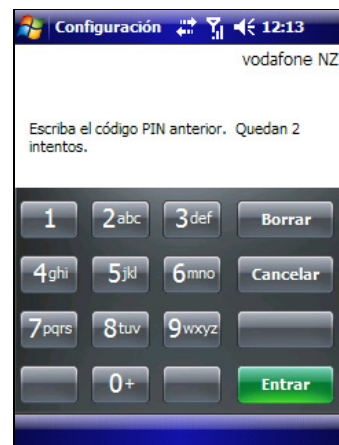 Configuración 12:13
vodafone NZ
Escriba el código PIN anterior. Quedan 2
intentos.
1 2abc 3def Borrar
4ghi 5jkl 6mno Cancelar
7pqrs 8tuv 9wxyz
0+ Entrar